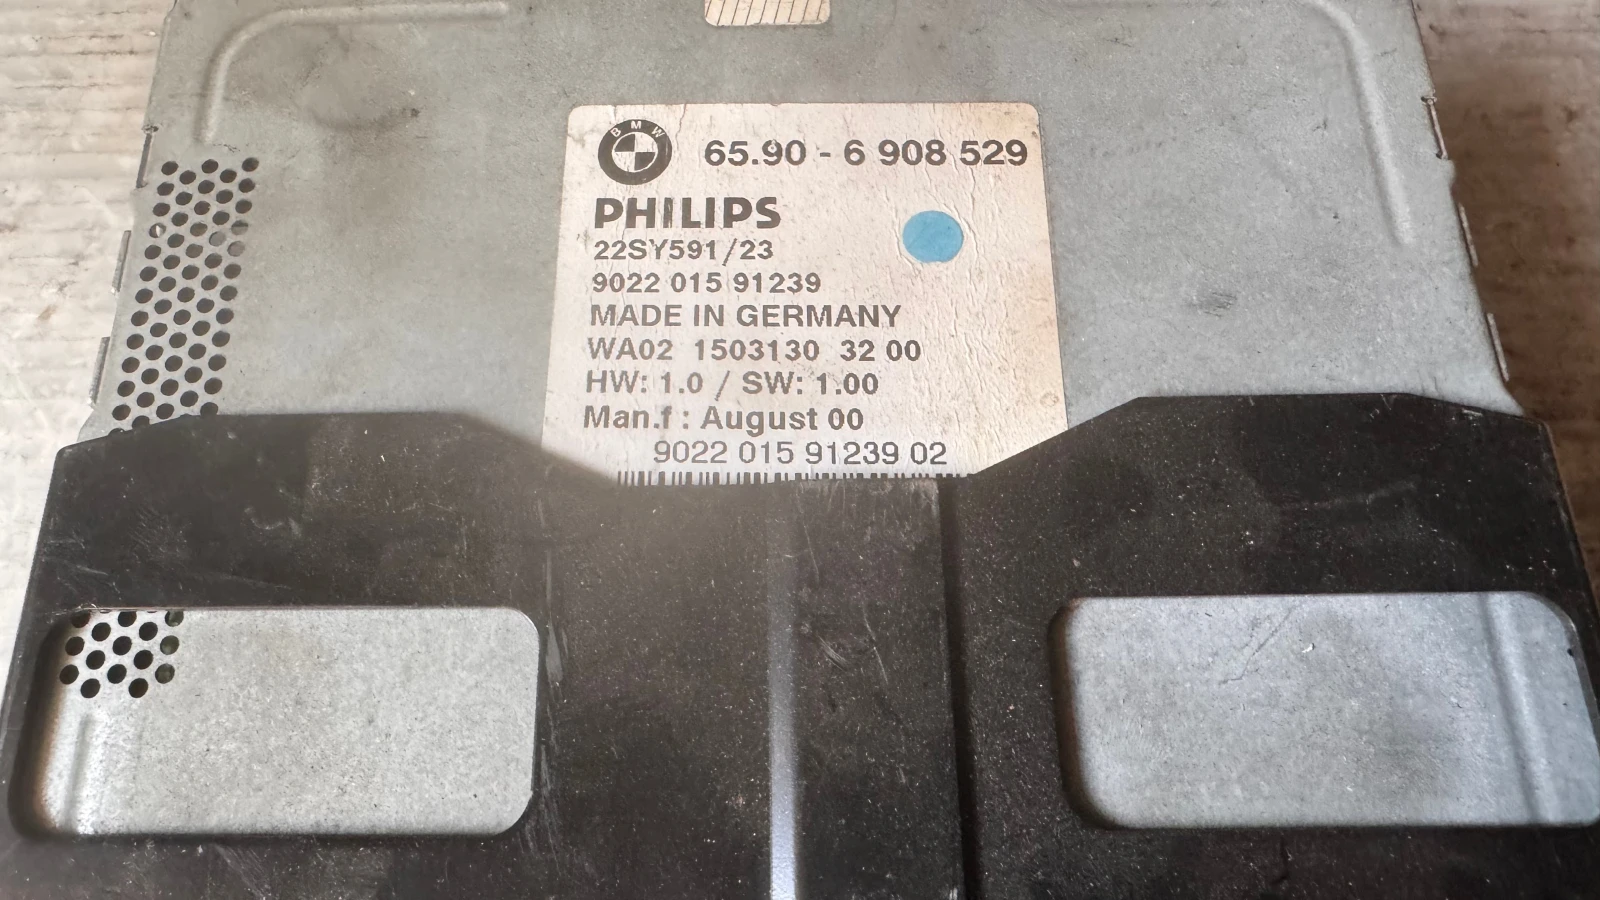 BMW
65.90 - 6 908 529
PHILIPS
22SY591/23
9022 015 91239
MADE IN GERMANY
WA02 1503130 32 00
HW: 1.0 / SW: 1.00
Man.f : August 00
9022 015 91239 02